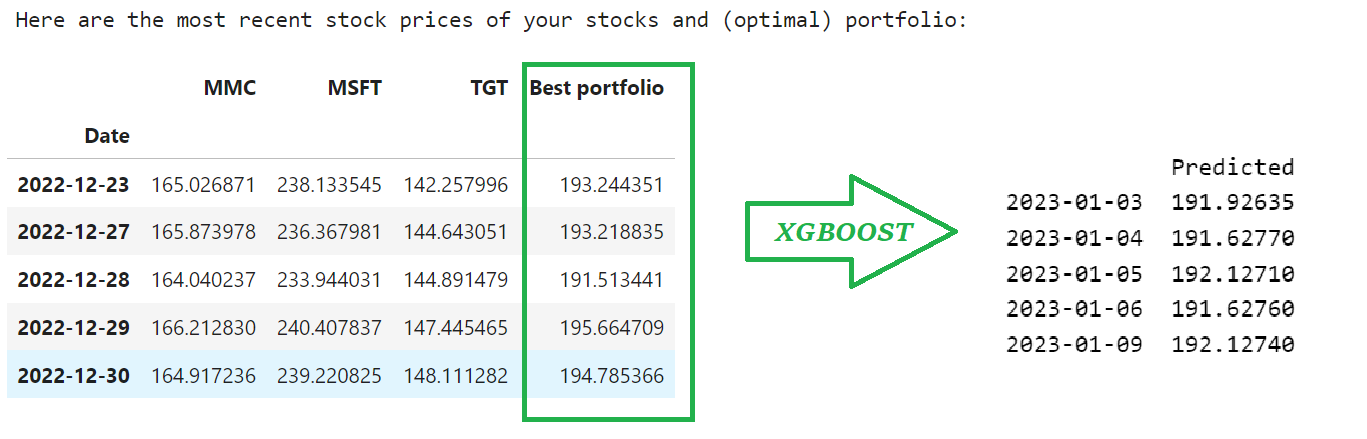 Here are the most recent stock prices of your stocks and (optimal) portfolio:
MMC MSFT TGT Best portfolio
Date
2022-12-23 165.026871 238.133545 142.257996 193.244351
2022-12-27 165.873978 236.367981 144.643051 193.218835
2022-12-28 164.040237 233.944031 144.891479 191.513441
2022-12-29 166.212830 240.407837 147.445465 195.664709
2022-12-30 164.917236 239.220825 148.111282 194.785366
XGBOOST
Predicted
2023-01-03 191.92635
2023-01-04 191.62770
2023-01-05 192.12710
2023-01-06 191.62760
2023-01-09 192.12740